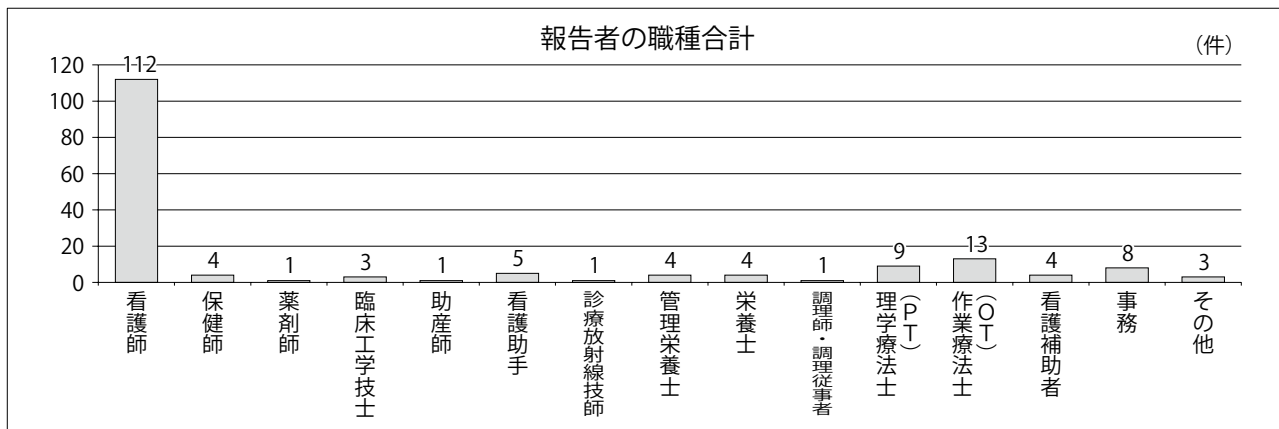 報告者の職種合計
(件)
120
100
80
60
40
20
0
112
4
1
3
1
5
1
4
4
1
9
13
4
8
3
看護師
保健師
薬剤師
臨床工学技士
助産師
看護助手
診療放射線技師
管理栄養士
栄養士
調理師・調理従事者
理学療法士
(PT)
作業療法士
(OT)
看護補助者
事務
その他